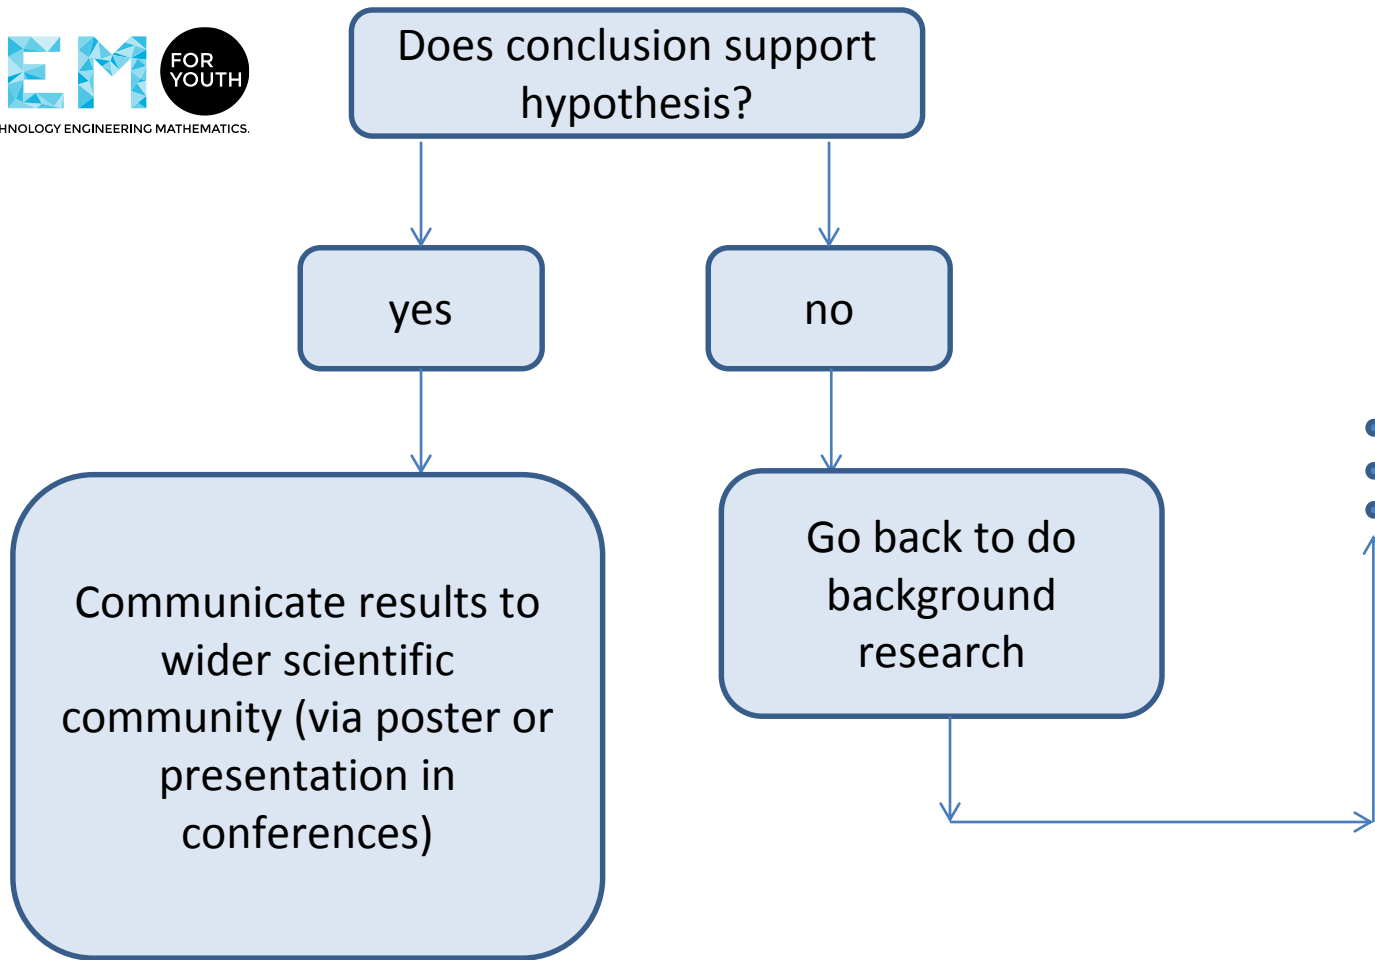 EM
FOR
YOUTH
HNOLOGY ENGINEERING MATHEMATICS.
Does conclusion support
hypothesis?
yes
no
Communicate results to
wider scientific
community (via poster or
presentation in
conferences)
Go back to do
background
research